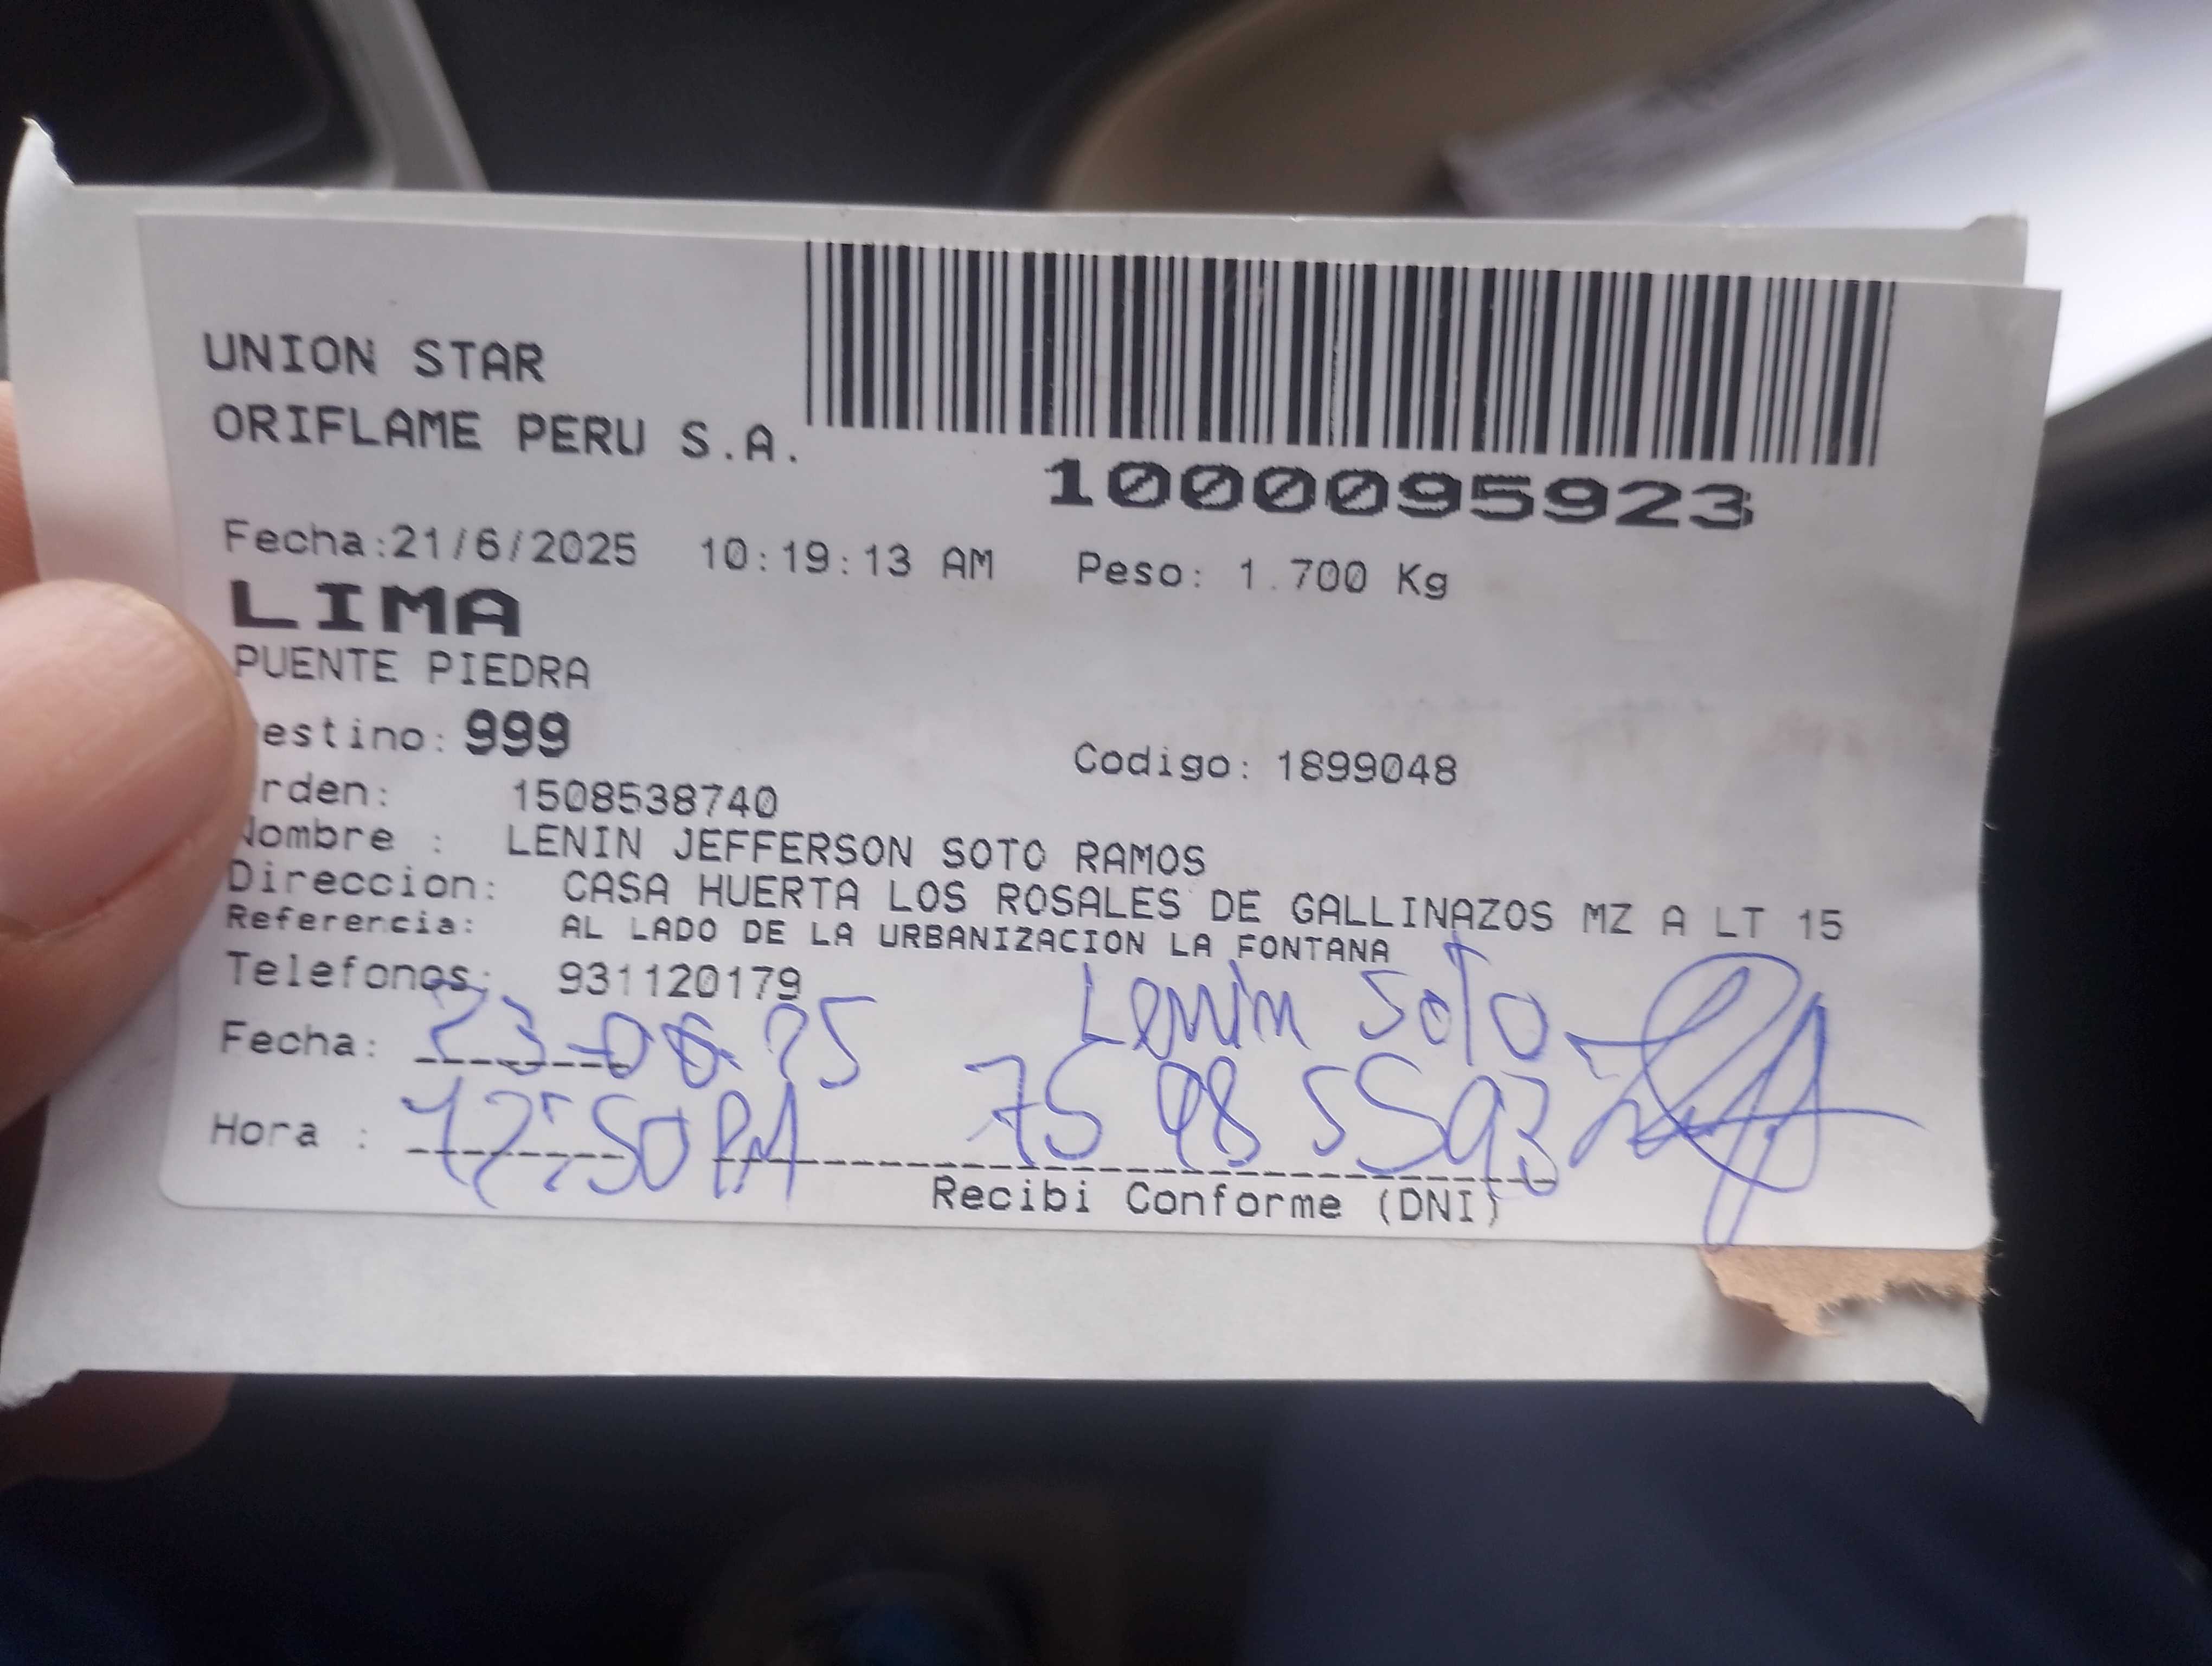 UNION STAR
ORIFLAME PERU S.A.
1000095923
Fecha:21/6/2025 10:19:13 AM Peso: 1.700 Kg
LIMA
PUENTE PIEDRA
estino: 999 Codigo: 1899048
rden: 1508538740
Nombre : LENIN JEFFERSON SOTO RAMOS
Direccion: CASA HUERTA LOS ROSALES DE GALLINAZOS MZ A LT 15
Referencia: AL LADO DE LA URBANIZACION LA FONTANA
Telefonos: 931120179
Lenin Soto
Fecha: 23-06-25
Hora : 12:50 PM
Recibi Conforme (DNI)